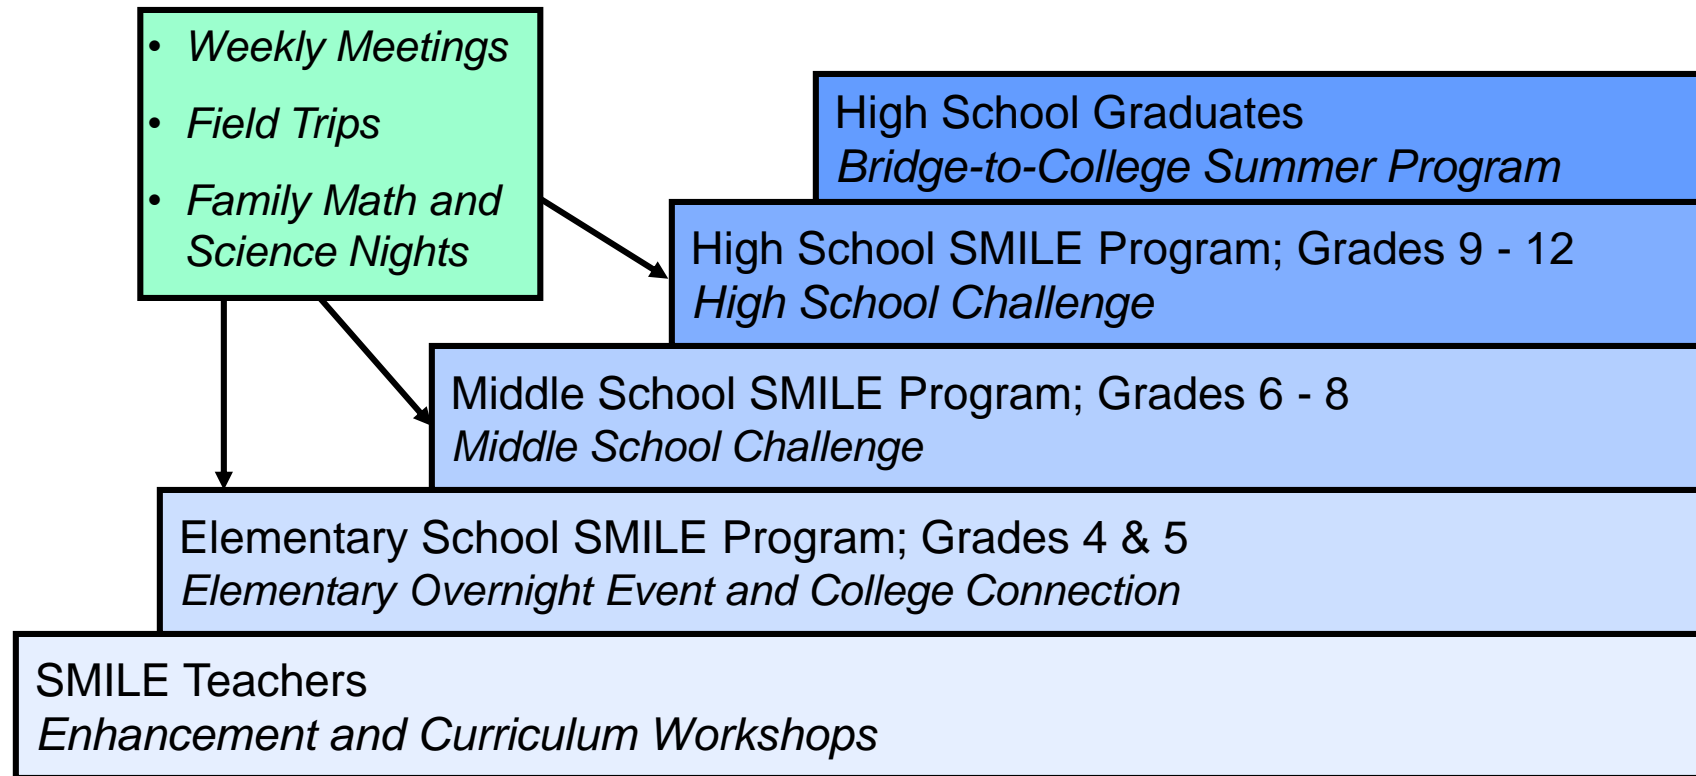 • Weekly Meetings
• Field Trips
• Family Math and
Science Nights
High School Graduates
Bridge-to-College Summer Program
High School SMILE Program; Grades 9 - 12
High School Challenge
Middle School SMILE Program; Grades 6 - 8
Middle School Challenge
Elementary School SMILE Program; Grades 4 & 5
Elementary Overnight Event and College Connection
SMILE Teachers
Enhancement and Curriculum Workshops